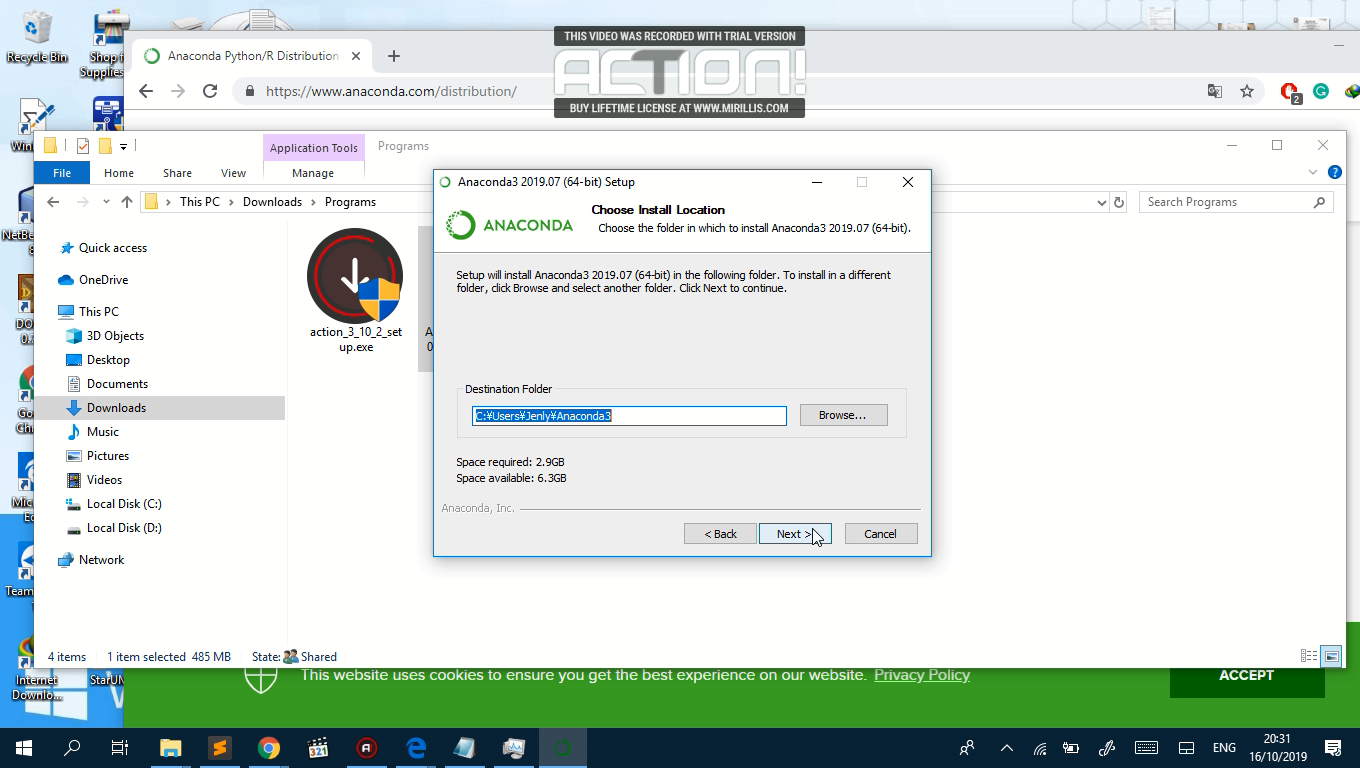 Recycle Bin
Shop f
Supplies
THIS VIDEO WAS RECORDED WITH TRIAL VERSION
ACTION!
BUY LIFETIME LICENSE AT WWW.MIRILLIS.COM
Anaconda Python/R Distribution
https://www.anaconda.com/distribution/
2
Application Tools
Programs
File
Home
Share
View
Manage
This PC
Downloads
Programs
Search Programs
Quick access
OneDrive
This PC
3D Objects
Desktop
Documents
Downloads
Music
Pictures
Videos
Local Disk (C:)
Local Disk (D:)
Network
action_3_10_2_set
up.exe
Anaconda3 2019.07 (64-bit) Setup
ANACONDA
Choose Install Location
Choose the folder in which to install Anaconda3 2019.07 (64-bit).
Setup will install Anaconda3 2019.07 (64-bit) in the following folder. To install in a different
folder, click Browse and select another folder. Click Next to continue.
Destination Folder
C:¥Users¥Jenly¥Anaconda3
Browse...
Space required: 2.9GB
Space available: 6.3GB
Anaconda, Inc.
< Back
Next >
Cancel
4 items
1 item selected 485 MB
State:
Shared
Internet
Downlo...
StarUM
This website uses cookies to ensure you get the best experience on our website. Privacy Policy
ACCEPT
321
ENG
20:31
16/10/2019